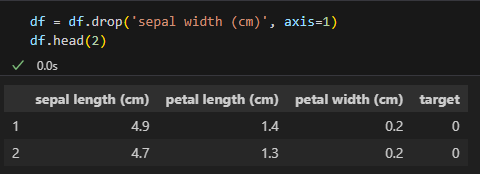 df = df.drop('sepal width (cm)', axis=1)
df.head(2)
0.0s
sepal length (cm) petal length (cm) petal width (cm) target
1 4.9 1.4 0.2 0
2 4.7 1.3 0.2 0